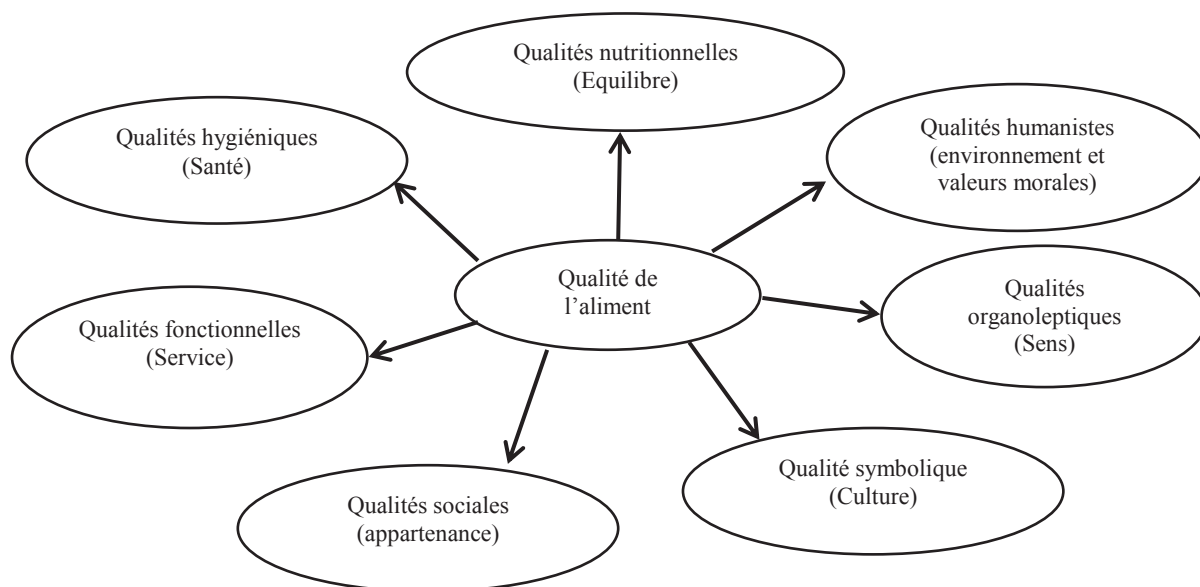 Qualités nutritionnelles
(Equilibre)
Qualités hygiéniques
(Santé)
Qualités humanistes
(environnement et
valeurs morales)
Qualité de
l’aliment
Qualités
organoleptiques
(Sens)
Qualités fonctionnelles
(Service)
Qualité symbolique
(Culture)
Qualités sociales
(appartenance)